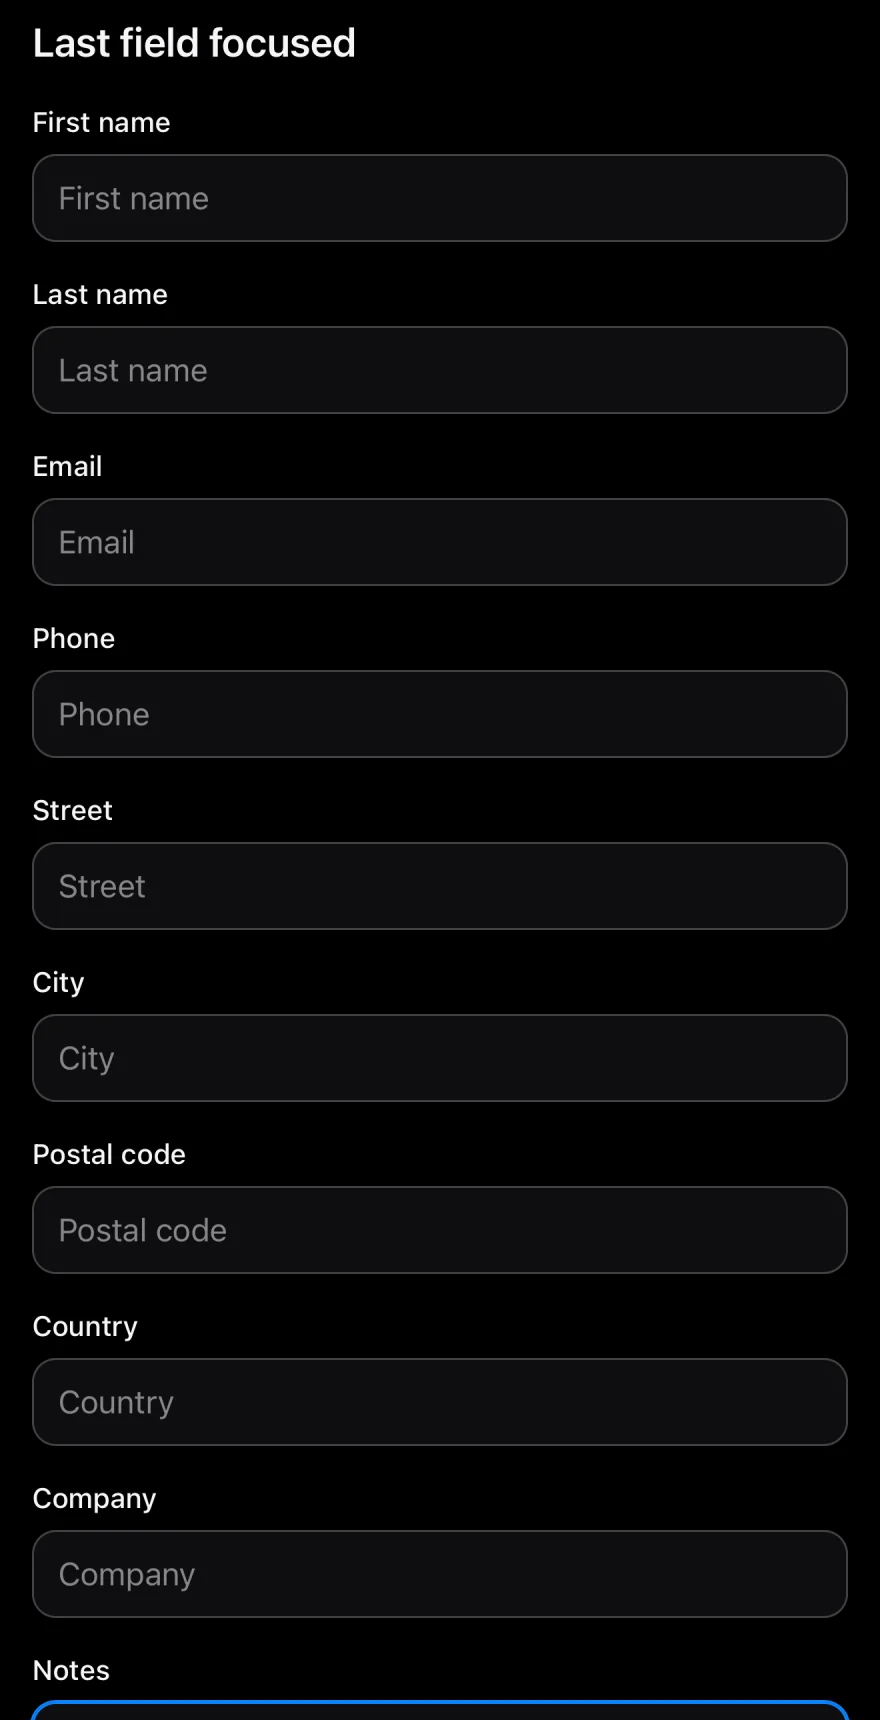 Last field focused
First name
First name
Last name
Last name
Email
Email
Phone
Phone
Street
Street
City
City
Postal code
Postal code
Country
Country
Company
Company
Notes